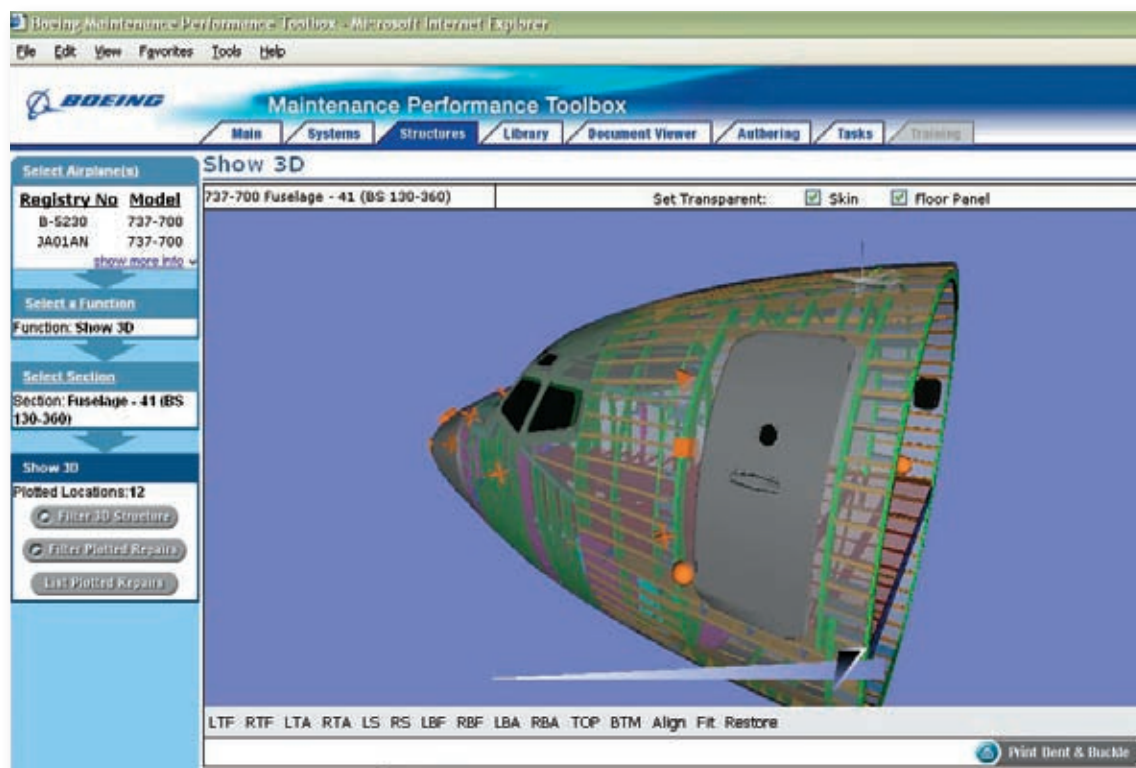 Boeing Maintenance Performance Toolbox - Microsoft Internet Explorer
File Edit View Favorites Tools Help
BOEING
Maintenance Performance Toolbox
Main Systems Structures Library Document Viewer Authoring Tasks Training
Select Airplane(s)
Show 3D
Registry No Model
737-700 Fuselage - 41 (BS 130-360) Set Transparent: Skin Floor Panel
B-5230 737-700
JA01AN 737-700
show more info
Select a Function
Function: Show 3D
Select Section
Section: Fuselage - 41 (BS
130-360)
Show 3D
Plotted Locations:12
Filter 3D Structure
Filter Plotted Repairs
List Plotted Repairs
LTF RTF LTA RTA LS RS LBF RBF LBA RBA TOP BTM Align Fit Restore
Print Dent & Buckle